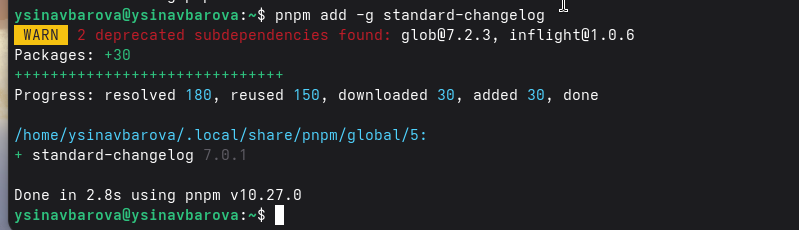 ysinavbarova@ysinavbarova:~$ pnpm add -g standard-changelog
WARN 2 deprecated subdependencies found: glob@7.2.3, inflight@1.0.6
Packages: +30
++++++++++++++++++++++++++++++
Progress: resolved 180, reused 150, downloaded 30, added 30, done
/home/ysinavbarova/.local/share/pnpm/global/5:
+ standard-changelog 7.0.1
Done in 2.8s using pnpm v10.27.0
ysinavbarova@ysinavbarova:~$